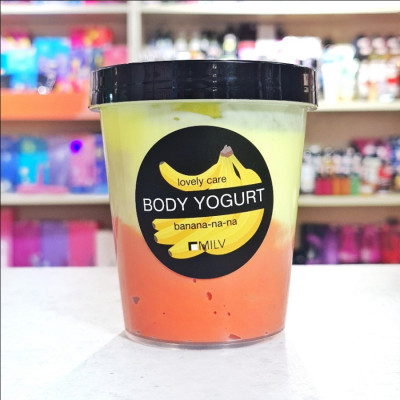 lovely care
BODY YOGURT
banana-na-na
MILV